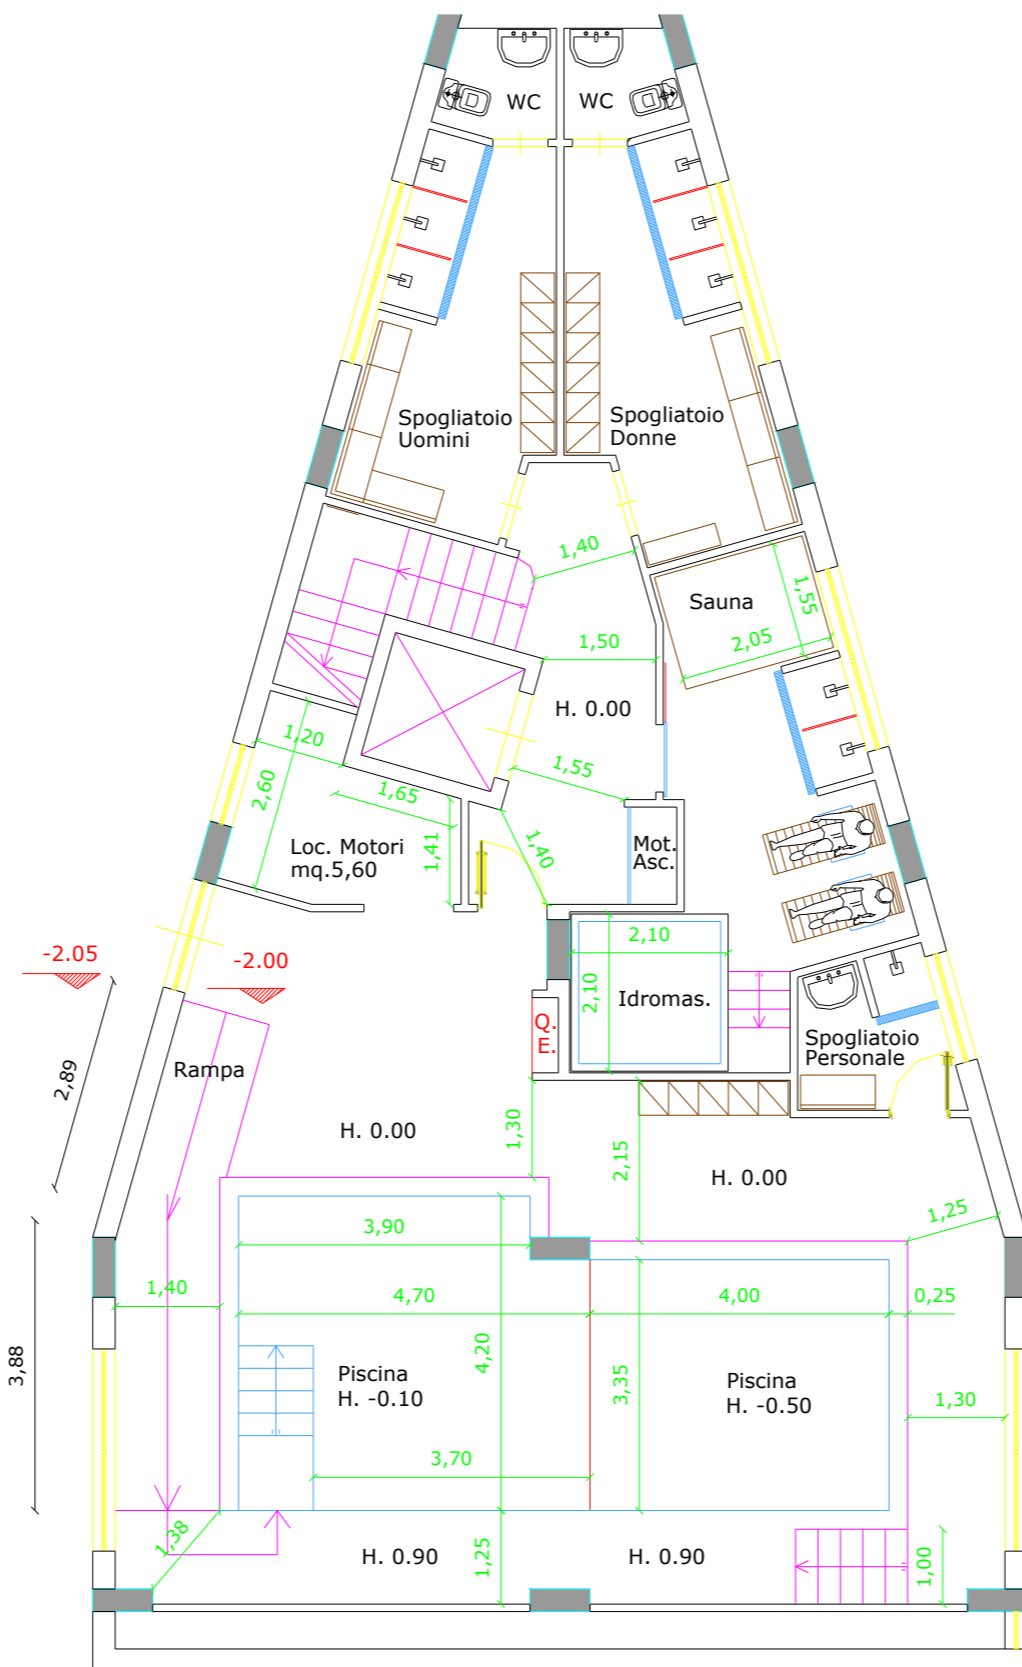 WC
WC
Spogliatoio
Uomini
Spogliatoio
Donne
1,40
Sauna
1,55
2,05
1,50
H. 0.00
1,20
2,60
1,55
1,65
1,41
1,40
Loc. Motori
mq.5,60
Mot.
Asc.
-2.05
-2.00
2,10
2,10
Idromas.
Q.
E.
Spogliatoio
Personale
2,89
Rampa
H. 0.00
1,30
2,15
H. 0.00
1,25
3,90
1,40
4,70
4,00
0,25
4,20
3,35
3,88
Piscina
H. -0.10
Piscina
H. -0.50
1,30
3,70
1,38
H. 0.90
1,25
H. 0.90
1,00